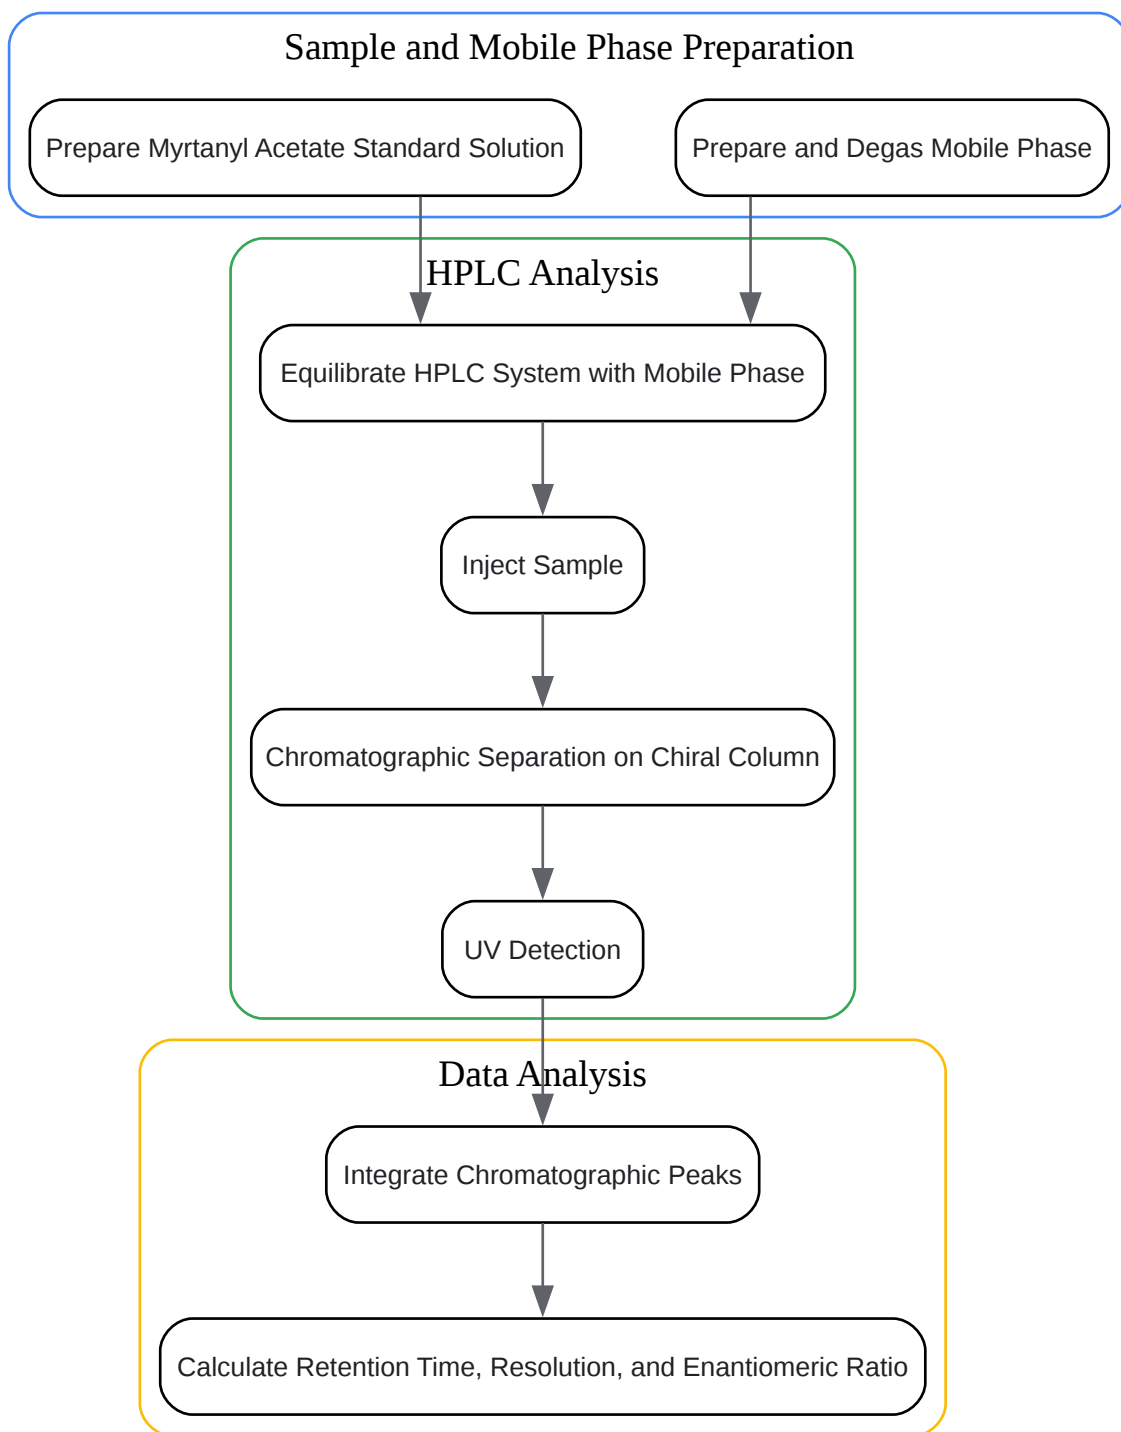 Sample and Mobile Phase Preparation
Prepare Myrtanyl Acetate Standard Solution
Prepare and Degas Mobile Phase
HPLC Analysis
Equilibrate HPLC System with Mobile Phase
Inject Sample
Chromatographic Separation on Chiral Column
UV Detection
Data Analysis
Integrate Chromatographic Peaks
Calculate Retention Time, Resolution, and Enantiomeric Ratio